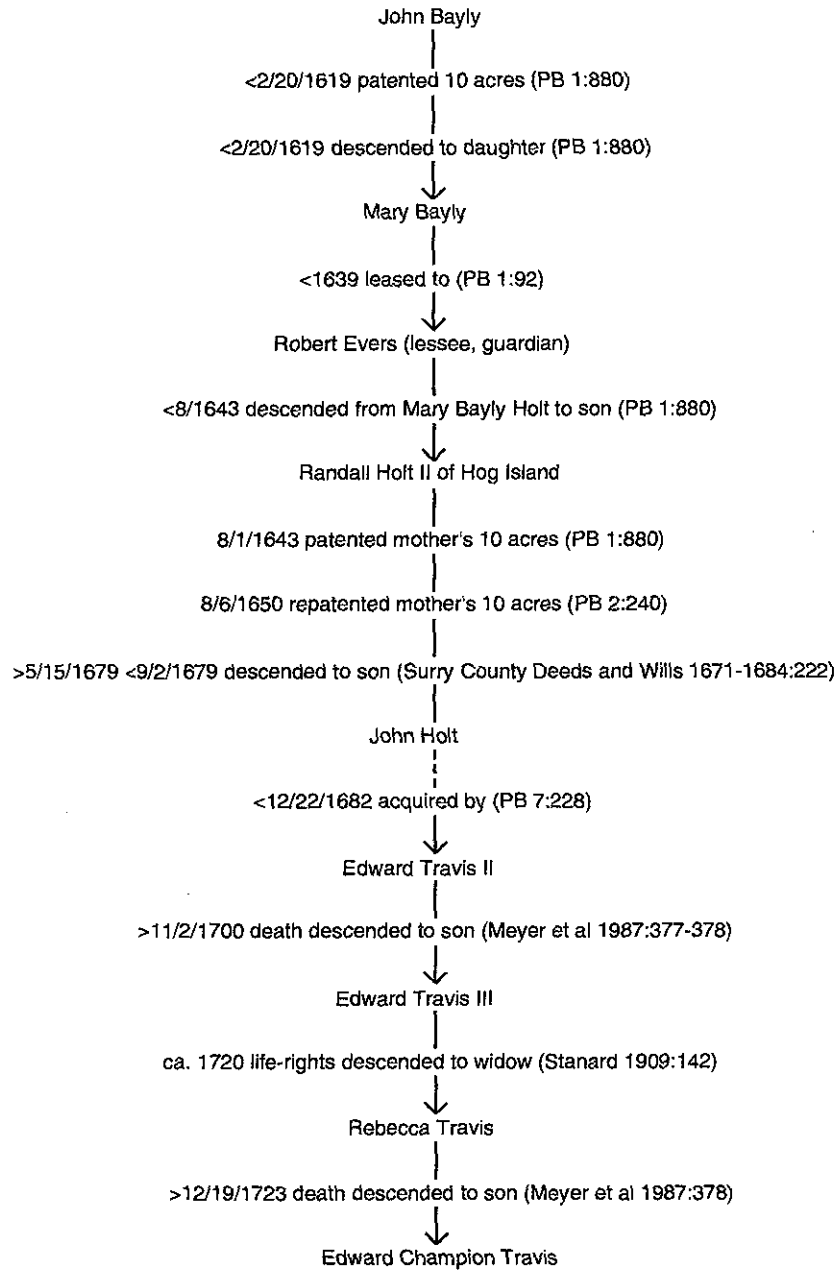 John Bayly
<2/20/1619 patented 10 acres (PB 1:880)
<2/20/1619 descended to daughter (PB 1:880)
Mary Bayly
<1639 leased to (PB 1:92)
Robert Evers (lessee, guardian)
<8/1643 descended from Mary Bayly Holt to son (PB 1:880)
Randall Holt II of Hog Island
8/1/1643 patented mother's 10 acres (PB 1:880)
8/6/1650 repatented mother's 10 acres (PB 2:240)
>5/15/1679 <9/2/1679 descended to son (Surry County Deeds and Wills 1671-1684:222)
John Holt
<12/22/1682 acquired by (PB 7:228)
Edward Travis II
>11/2/1700 death descended to son (Meyer et al 1987:377-378)
Edward Travis III
ca. 1720 life-rights descended to widow (Stanard 1909:142)
Rebecca Travis
>12/19/1723 death descended to son (Meyer et al 1987:378)
Edward Champion Travis